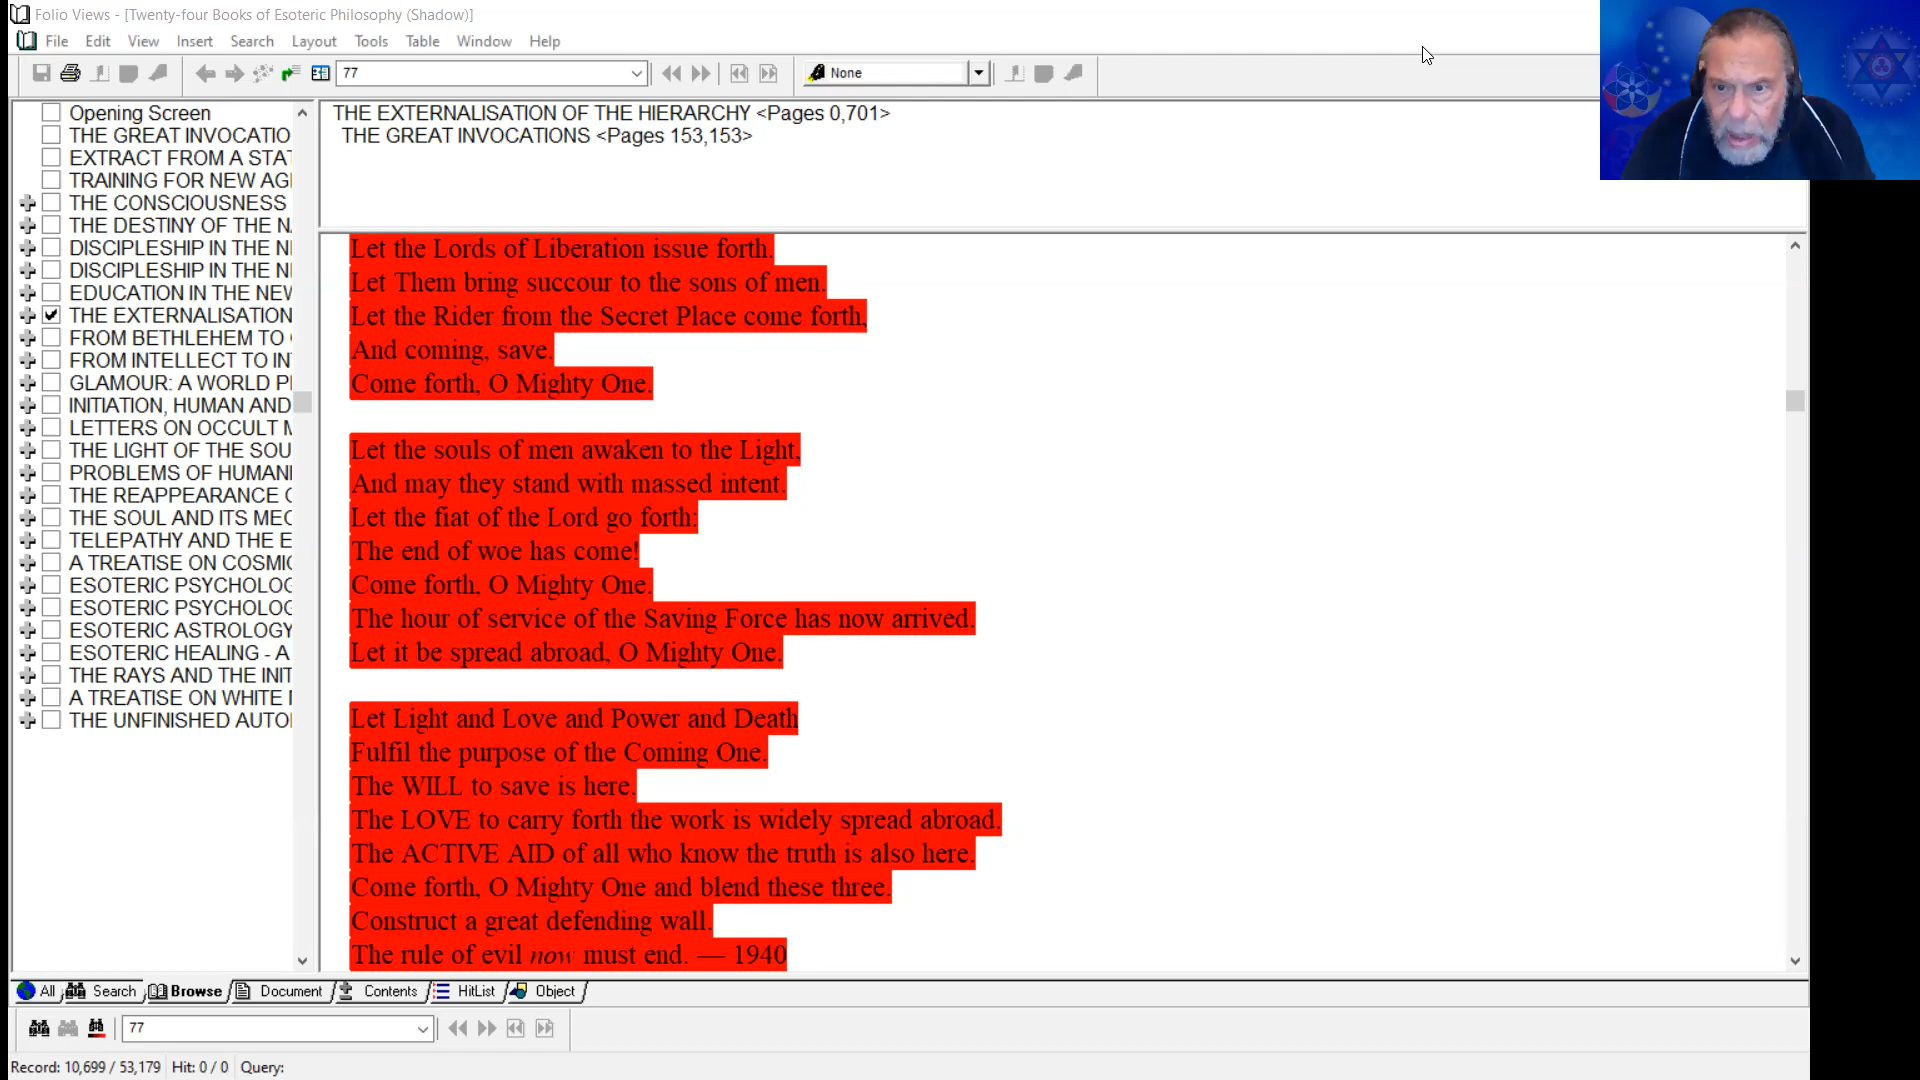 Folio Views - [Twenty-four Books of Esoteric Philosophy (Shadow)]
File Edit View Insert Search Layout Tools Table Window Help
77
None
Opening Screen
THE GREAT INVOCATIO
EXTRACT FROM A STAT
TRAINING FOR NEW AGE
THE CONSCIOUSNESS
THE DESTINY OF THE NA
DISCIPLESHIP IN THE NE
DISCIPLESHIP IN THE NE
EDUCATION IN THE NEW
THE EXTERNALISATION
FROM BETHLEHEM TO C
FROM INTELLECT TO IN
GLAMOUR: A WORLD PI
INITIATION, HUMAN AND
LETTERS ON OCCULT M
THE LIGHT OF THE SOU
PROBLEMS OF HUMANI
THE REAPPEARANCE C
THE SOUL AND ITS MEC
TELEPATHY AND THE E
A TREATISE ON COSMIC
ESOTERIC PSYCHOLOG
ESOTERIC PSYCHOLOG
ESOTERIC ASTROLOGY
ESOTERIC HEALING - A
THE RAYS AND THE INIT
A TREATISE ON WHITE I
THE UNFINISHED AUTOI
THE EXTERNALISATION OF THE HIERARCHY <Pages 0,701>
THE GREAT INVOCATIONS <Pages 153,153>
Let the Lords of Liberation issue forth.
Let Them bring succour to the sons of men.
Let the Rider from the Secret Place come forth,
And coming, save.
Come forth, O Mighty One.
Let the souls of men awaken to the Light,
And may they stand with massed intent.
Let the fiat of the Lord go forth:
The end of woe has come!
Come forth, O Mighty One.
The hour of service of the Saving Force has now arrived.
Let it be spread abroad, O Mighty One.
Let Light and Love and Power and Death
Fulfil the purpose of the Coming One.
The WILL to save is here.
The LOVE to carry forth the work is widely spread abroad.
The ACTIVE AID of all who know the truth is also here.
Come forth, O Mighty One and blend these three.
Construct a great defending wall.
The rule of evil now must end. — 1940
All Search Browse Document Contents HitList Object
77
Record: 10,699 / 53,179 Hit: 0 / 0 Query: